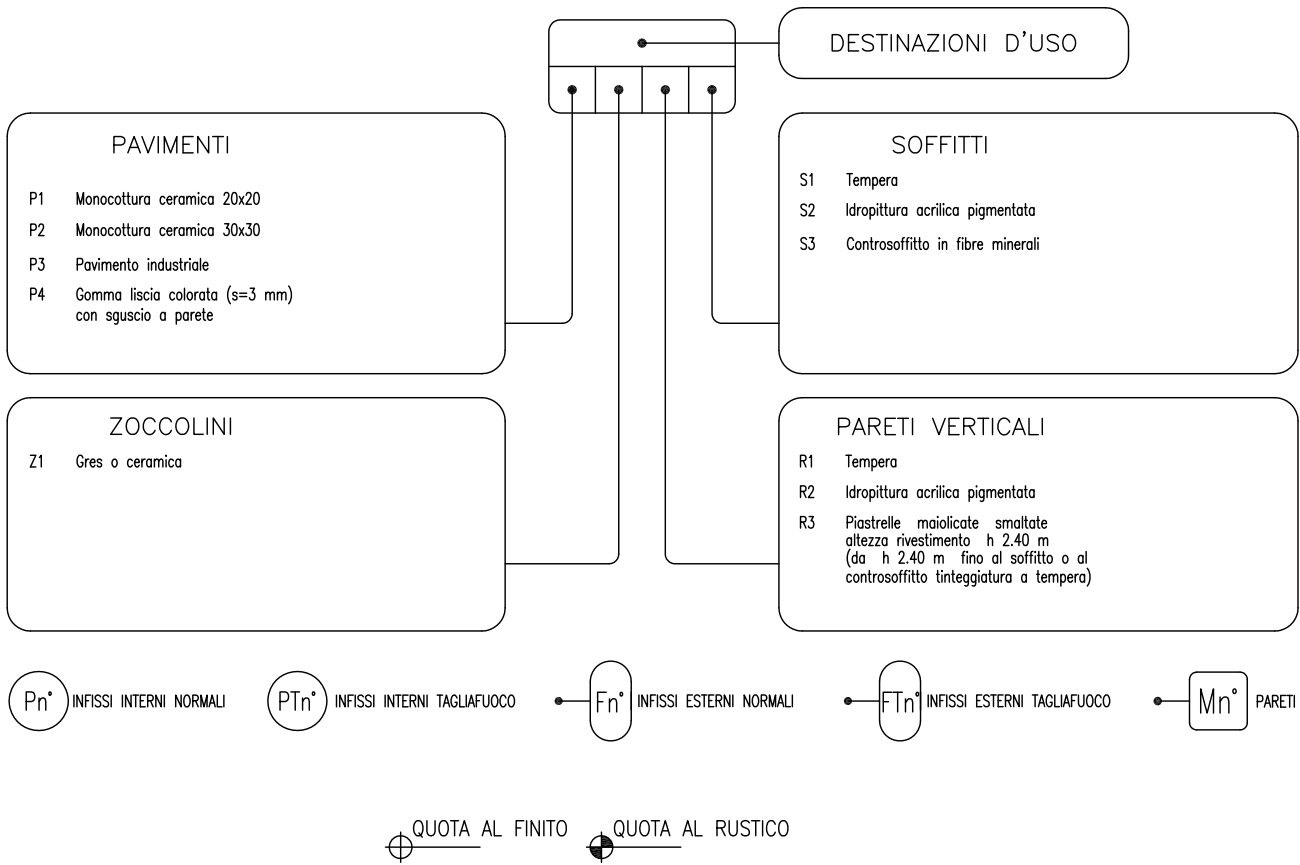 DESTINAZIONI D'USO
PAVIMENTI
P1 Monocottura ceramica 20x20
P2 Monocottura ceramica 30x30
P3 Pavimento industriale
P4 Gomma liscia colorata (s=3 mm)
con sguscio a parete
SOFFITTI
S1 Tempera
S2 Idropittura acrilica pigmentata
S3 Controsoffitto in fibre minerali
ZOCCOLINI
Z1 Gres o ceramica
PARETI VERTICALI
R1 Tempera
R2 Idropittura acrilica pigmentata
R3 Piastrelle maiolicate smaltate
altezza rivestimento h 2.40 m
(da h 2.40 m fino al soffitto o al
controsoffitto tinteggiatura a tempera)
Pn° INFISSI INTERNI NORMALI
PTn° INFISSI INTERNI TAGLIAFUOCO
Fn° INFISSI ESTERNI NORMALI
FTn° INFISSI ESTERNI TAGLIAFUOCO
Mn° PARETI
QUOTA AL FINITO
QUOTA AL RUSTICO